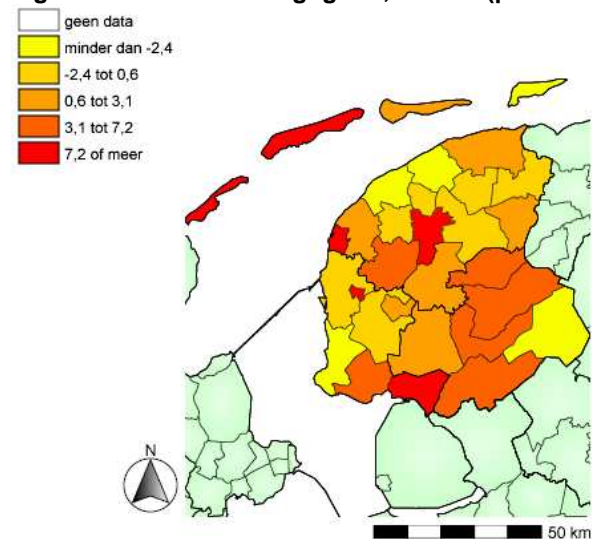 geen data
minder dan -2,4
-2,4 tot 0,6
0,6 tot 3,1
3,1 tot 7,2
7,2 of meer
N
50 km